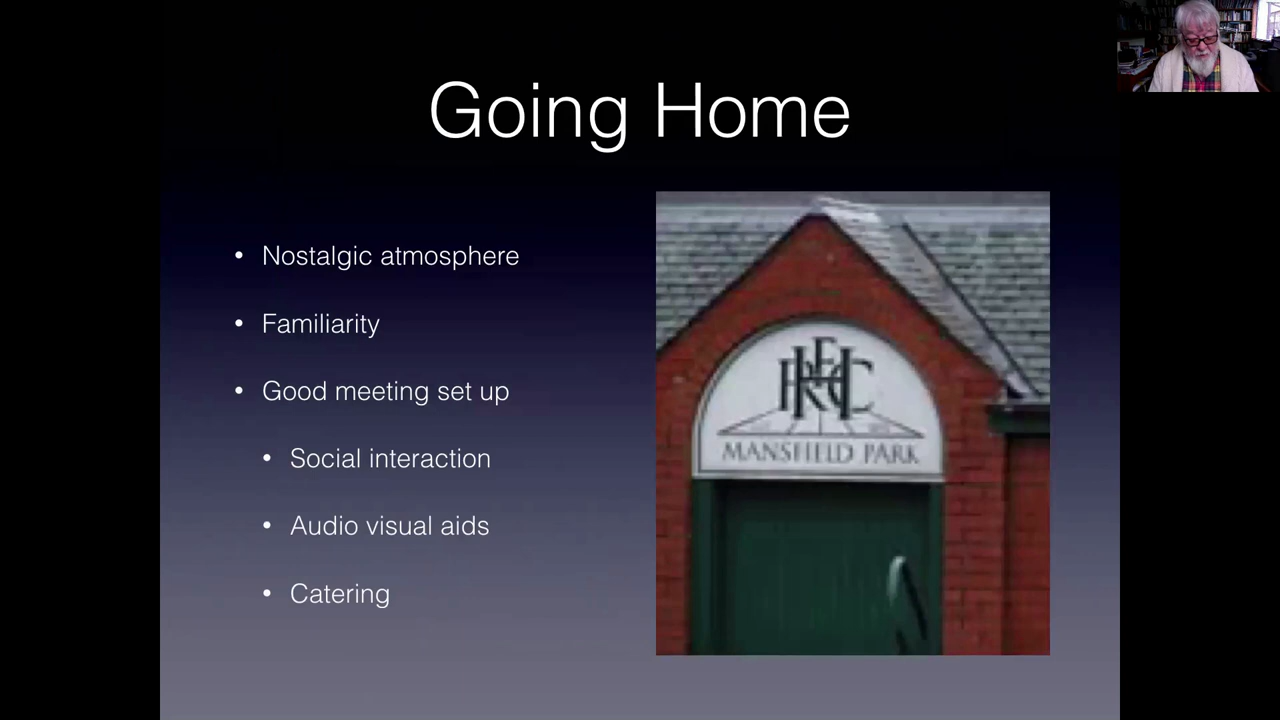 Going Home
• Nostalgic atmosphere
• Familiarity
• Good meeting set up
• Social interaction
• Audio visual aids
• Catering
MANSFIELD PARK